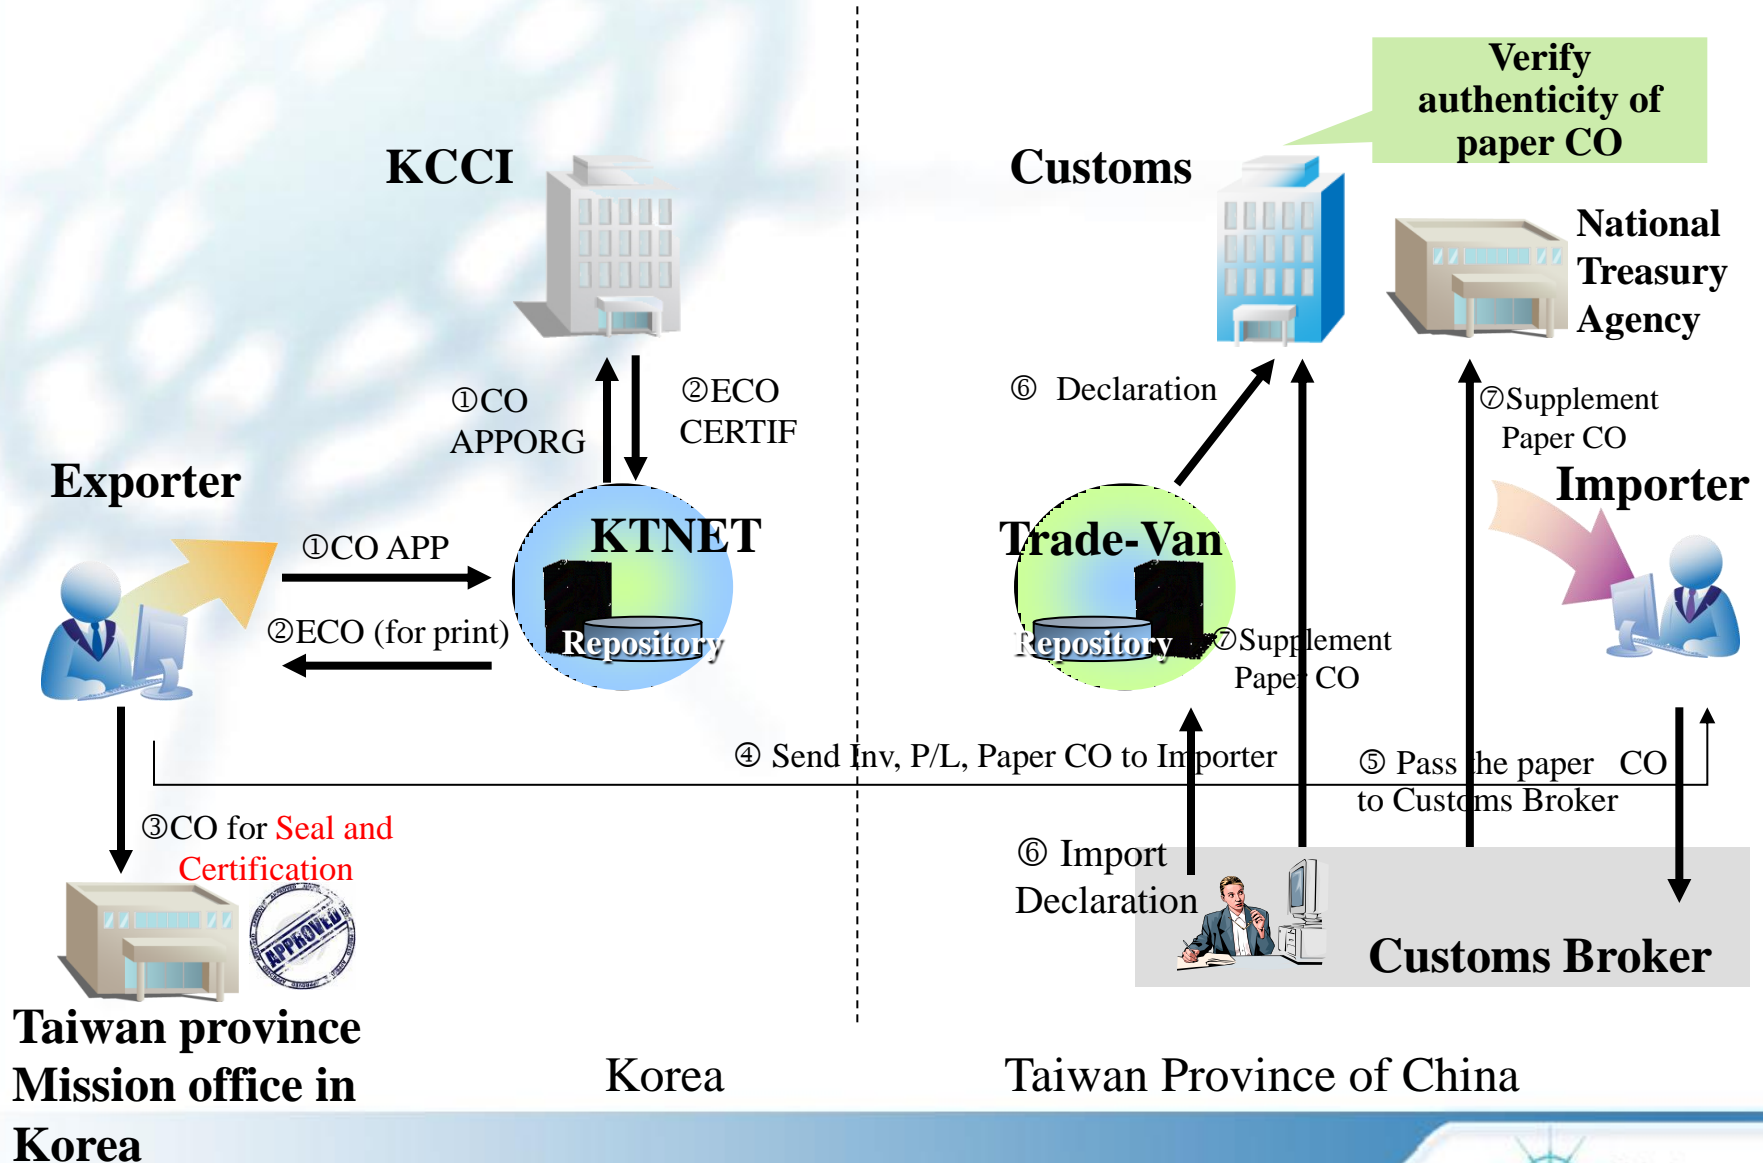 Verify
authenticity of
paper CO
KCCI
Customs
National
Treasury
Agency
①CO
APPORG
②ECO
CERTIF
⑥ Declaration
⑦Supplement
Paper CO
Exporter
Importer
KTNET
Trade-Van
①CO APP
②ECO (for print)
Repository
Repository
⑦Supplement
Paper CO
④ Send Inv, P/L, Paper CO to Importer
⑤ Pass the paper CO
to Customs Broker
③CO for Seal and
Certification
⑥ Import
Declaration
APPROVED
Customs Broker
Taiwan province
Mission office in
Korea
Korea
Taiwan Province of China